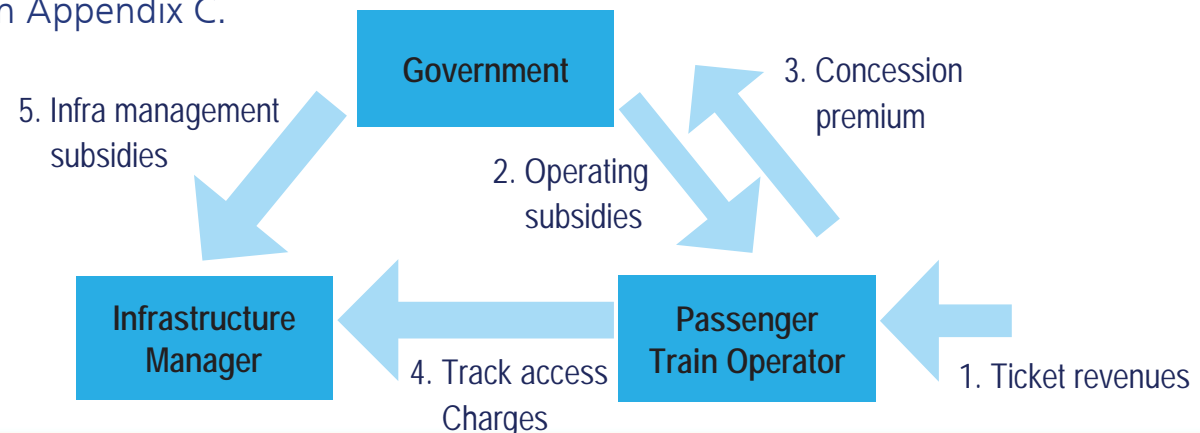 n Appendix C.
Government
3. Concession
premium
5. Infra management
subsidies
2. Operating
subsidies
Infrastructure
Manager
Passenger
Train Operator
4. Track access
Charges
1. Ticket revenues